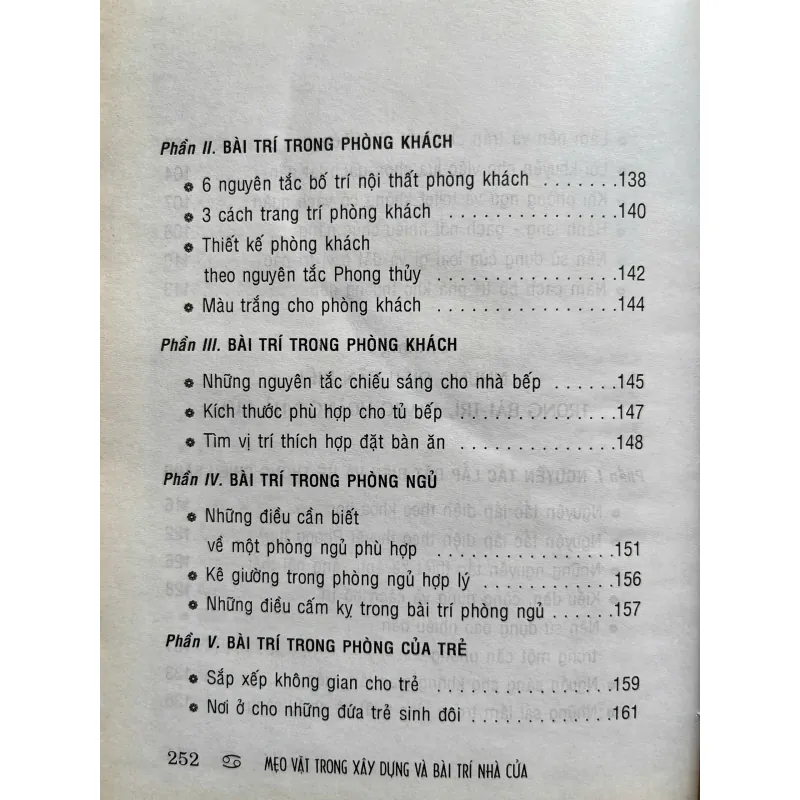 Phần II. BÀI TRÍ TRONG PHÒNG KHÁCH
6 nguyên tắc bố trí nội thất phòng khách . . . . . . .138
3 cách trang trí phòng khách . . . . . . . . . . . . . . .140
Thiết kế phòng khách
theo nguyên tắc Phong thủy . . . . . . . . . . . . . . . .142
Màu trắng cho phòng khách . . . . . . . . . . . . . . . .144
Phần III. BÀI TRÍ TRONG PHÒNG KHÁCH
Những nguyên tắc chiếu sáng cho nhà bếp . . . . . .145
Kích thước phù hợp cho tủ bếp . . . . . . . . . . . . . .147
Tìm vị trí thích hợp đặt bàn ăn . . . . . . . . . . . . . .148
Phần IV. BÀI TRÍ TRONG PHÒNG NGỦ
Những điều cần biết
về một phòng ngủ phù hợp . . . . . . . . . . . . . . . .151
Kê giường trong phòng ngủ hợp lý . . . . . . . . . . . .156
Những điều cấm kỵ trong bài trí phòng ngủ . . . . . .157
Phần V. BÀI TRÍ TRONG PHÒNG CỦA TRẺ
Sắp xếp không gian cho trẻ . . . . . . . . . . . . . . . .159
Nơi ở cho những đứa trẻ sinh đôi . . . . . . . . . . . . .161
252 ♋ MẸO VẶT TRONG XÂY DỰNG VÀ BÀI TRÍ NHÀ CỬA